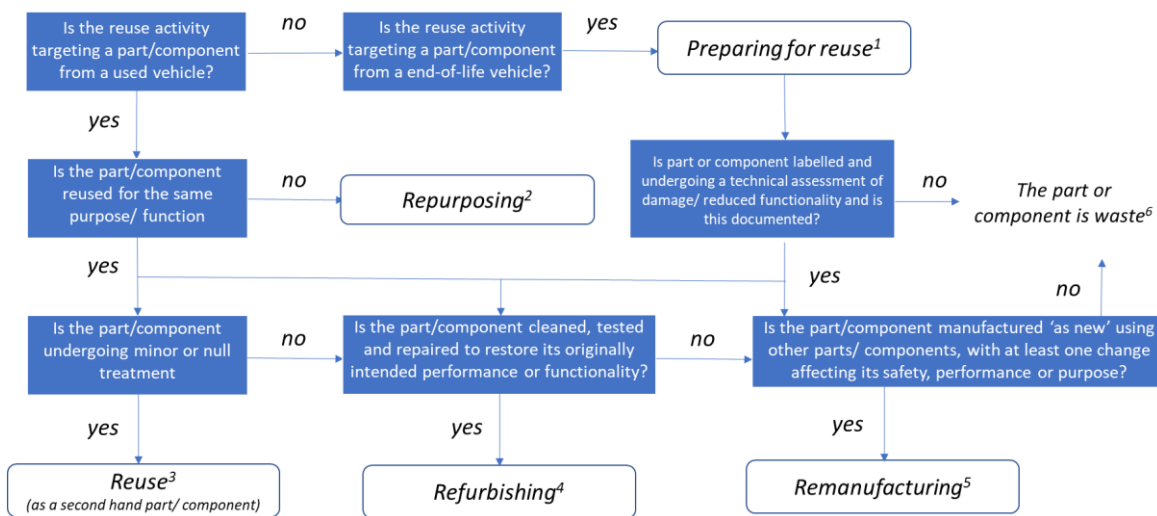 Is the reuse activity
targeting a part/component
from a used vehicle?
no
Is the reuse activity
targeting a part/component
from a end-of-life vehicle?
yes
Preparing for reuse¹
yes
Is the part/component
reused for the same
purpose/ function
no
Repurposing²
Is part or component labelled and
undergoing a technical assessment of
damage/ reduced functionality and is
this documented?
no
The part or
component is waste⁶
yes
yes
no
Is the part/component
undergoing minor or null
treatment
no
Is the part/component cleaned, tested
and repaired to restore its originally
intended performance or functionality?
no
Is the part/component manufactured ‘as new’ using
other parts/ components, with at least one change
affecting its safety, performance or purpose?
yes
yes
yes
Reuse³
(as a second hand part/ component)
Refurbishing⁴
Remanufacturing⁵